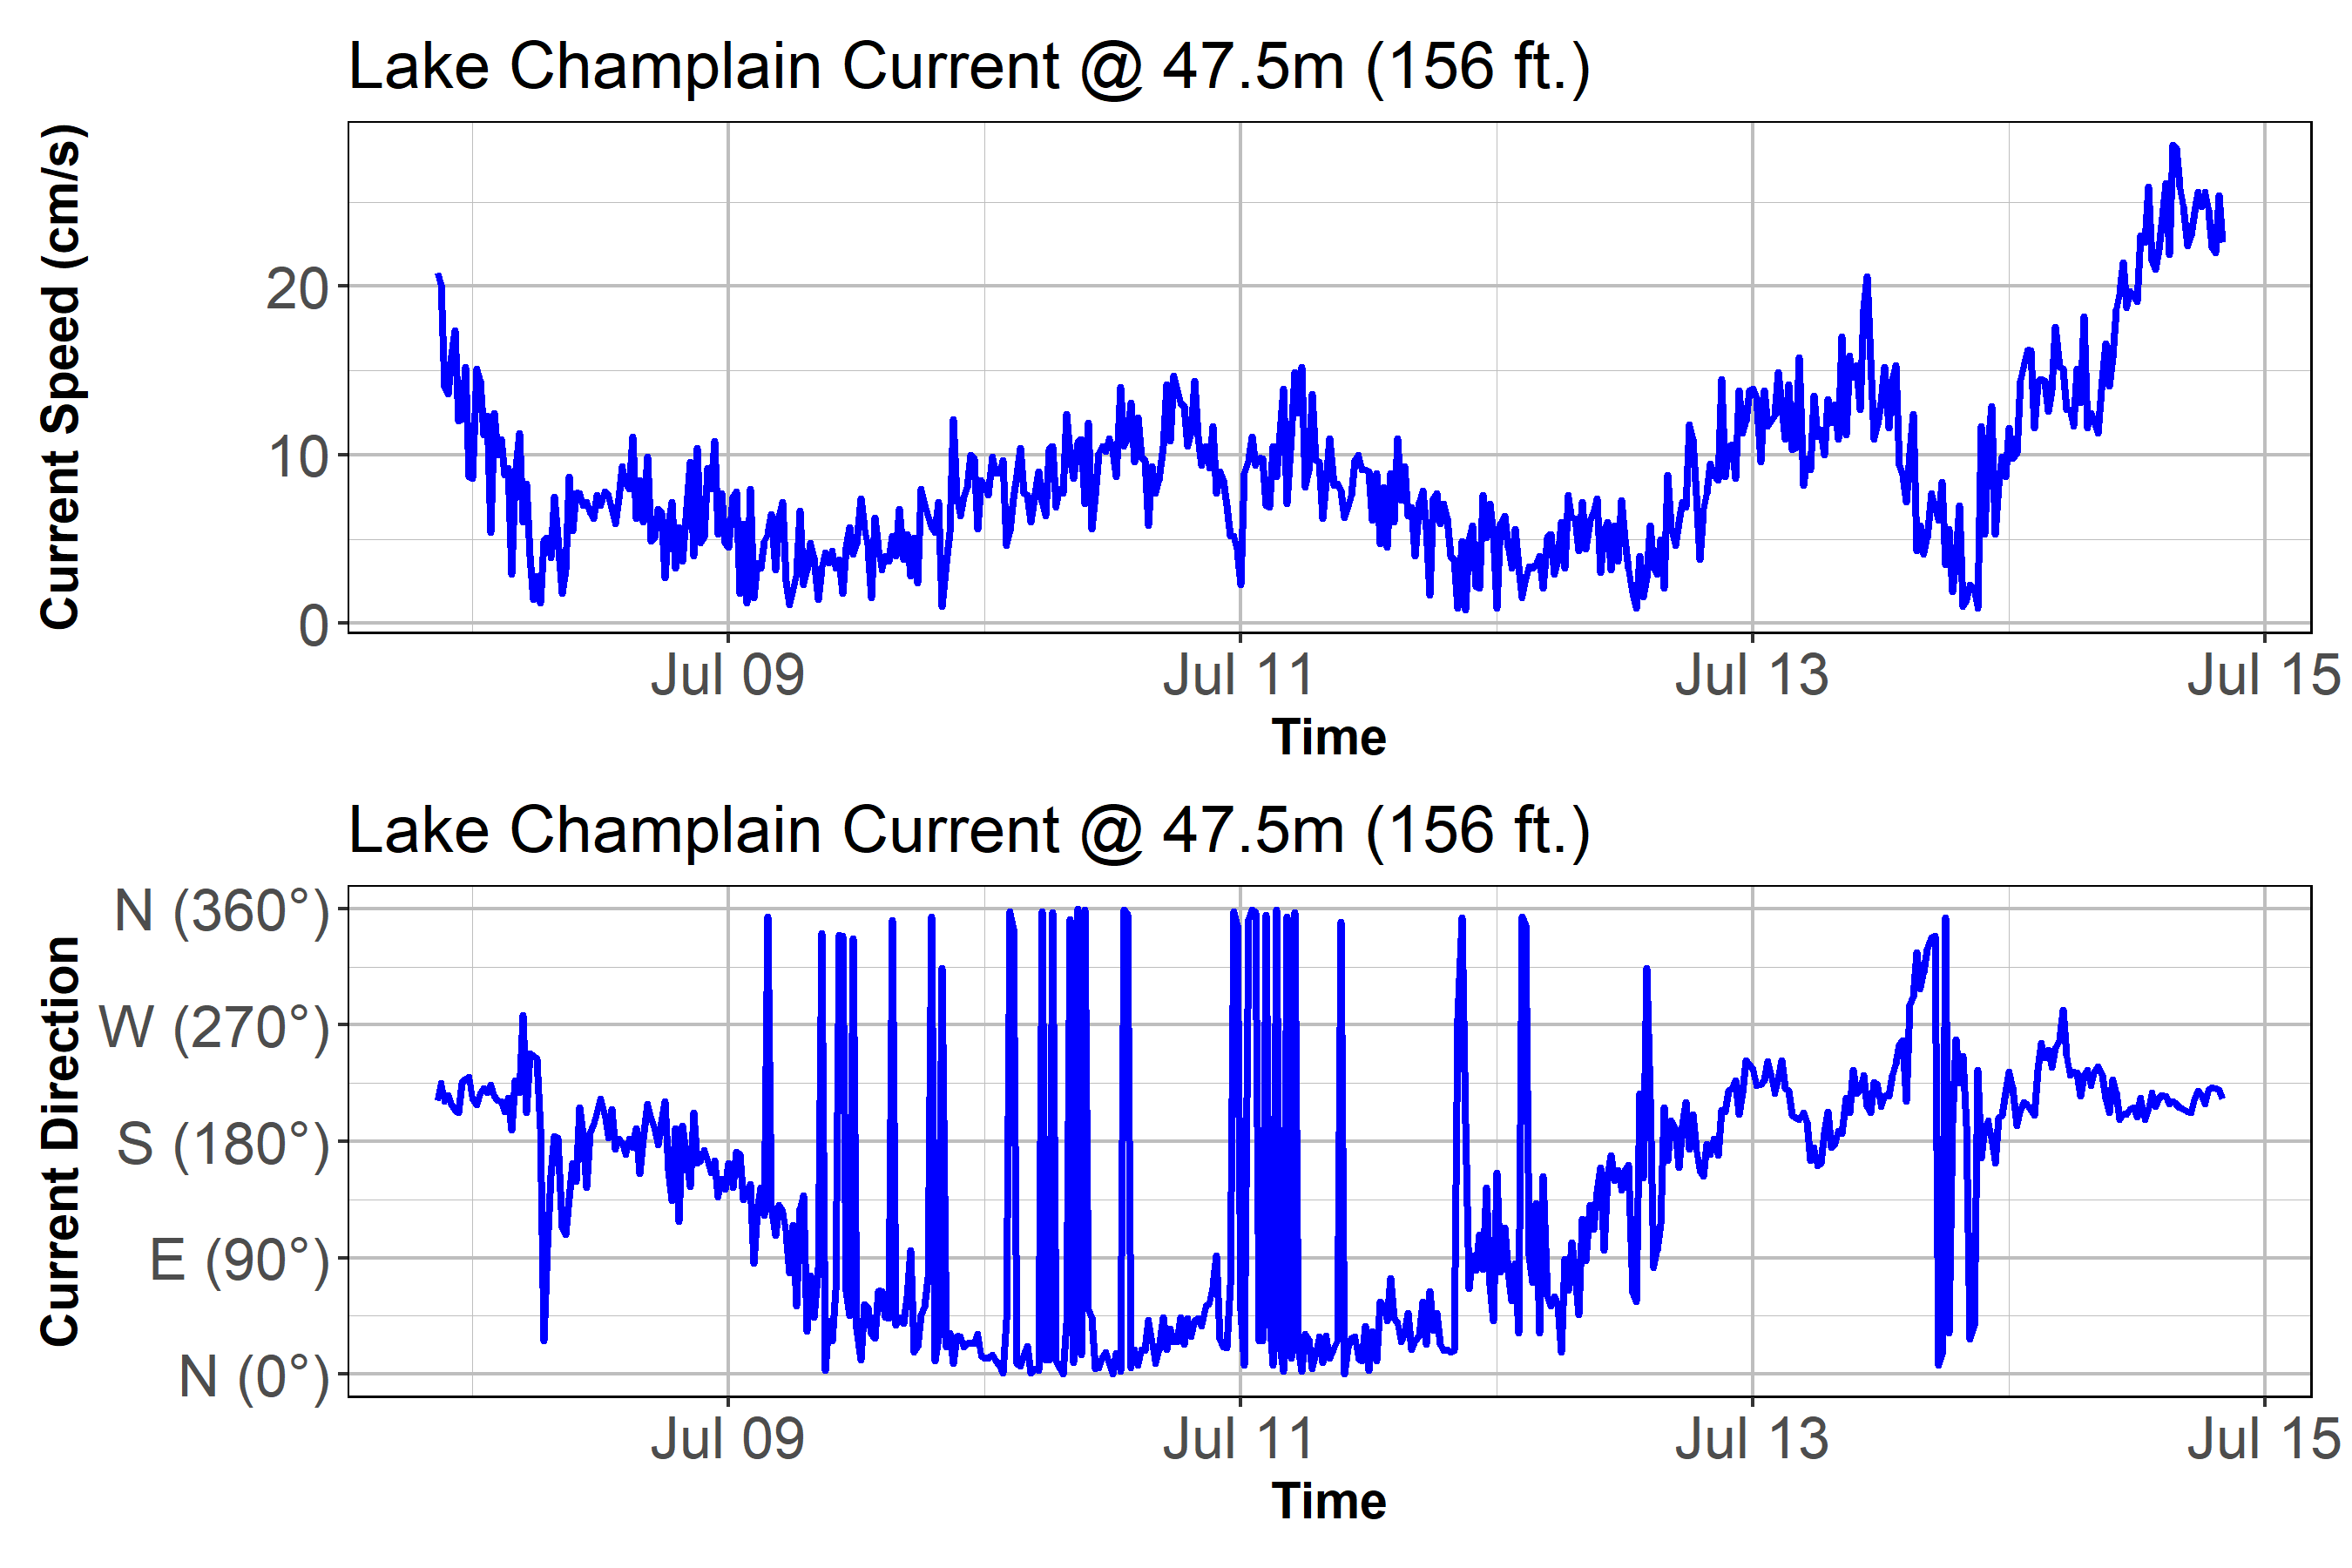 Lake Champlain Current @ 47.5m (156 ft.)
Current Speed (cm/s)
20
10
0
Jul 09 Jul 11 Jul 13 Jul 15
Time
Lake Champlain Current @ 47.5m (156 ft.)
Current Direction
N (360°)
W (270°)
S (180°)
E (90°)
N (0°)
Jul 09 Jul 11 Jul 13 Jul 15
Time